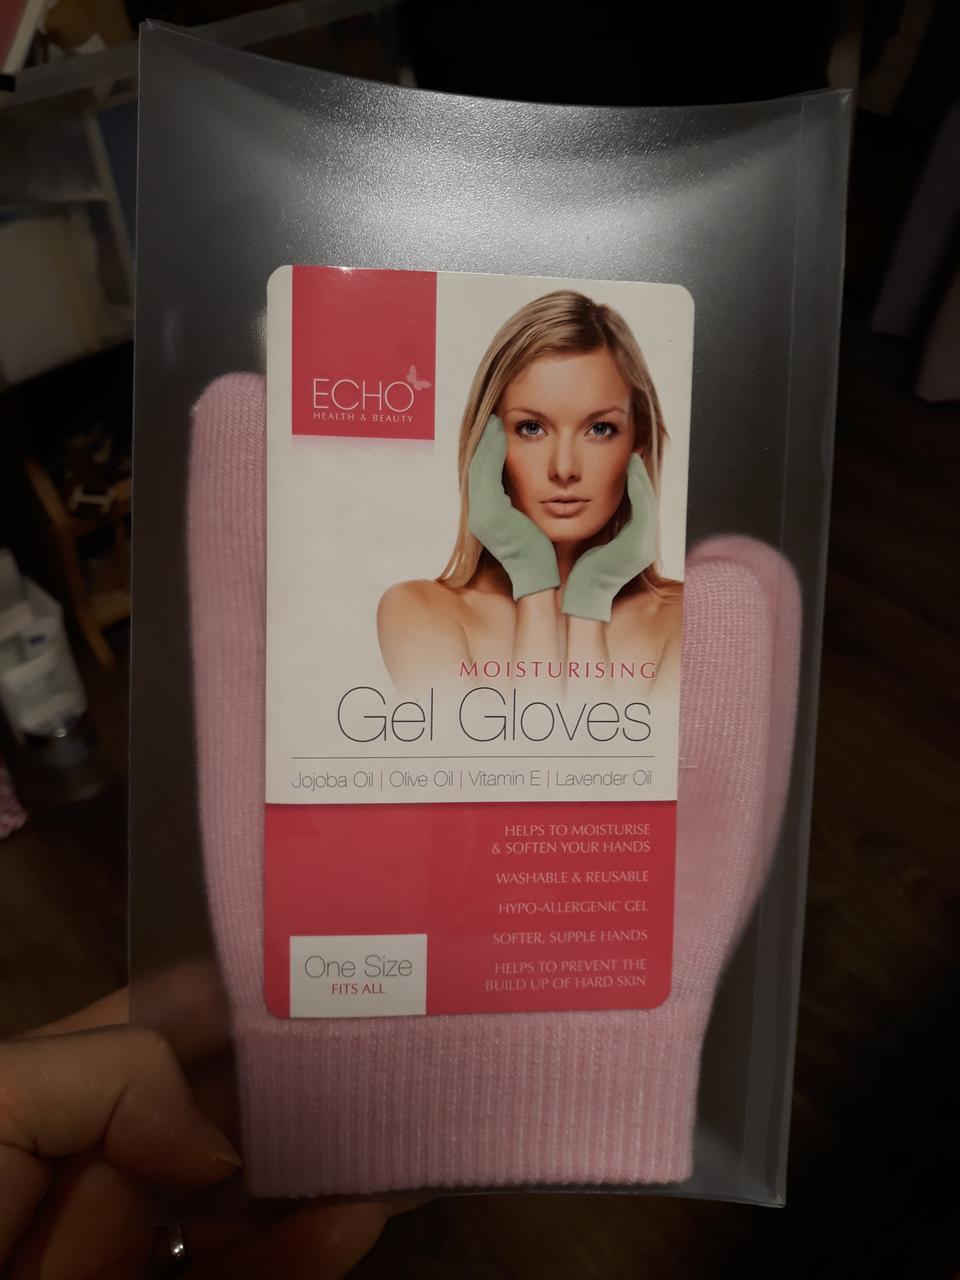 ECHO
HEALTH & BEAUTY
MOISTURISING
Gel Gloves
Jojoba Oil | Olive Oil | Vitamin E | Lavender Oil
HELPS TO MOISTURISE
& SOFTEN YOUR HANDS
WASHABLE & REUSABLE
HYPO-ALLERGENIC GEL
SOFTER, SUPPLE HANDS
HELPS TO PREVENT THE
BUILD UP OF HARD SKIN
One Size
FITS ALL